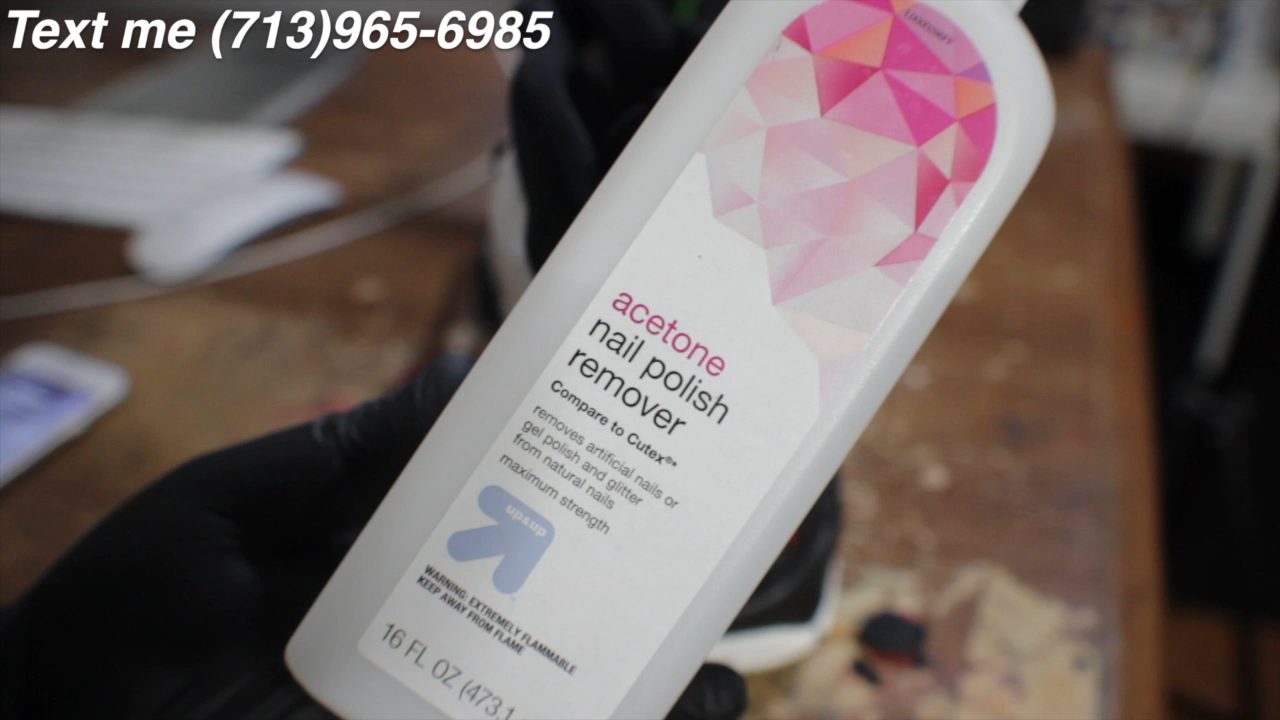 Text me (713)965-6985
acetone
nail polish
remover
Compare to Cutex®*
removes artificial nails or
gel polish and glitter
from natural nails
maximum strength
up&up
WARNING: EXTREMELY FLAMMABLE
KEEP AWAY FROM FLAME
16 FL OZ (473.1